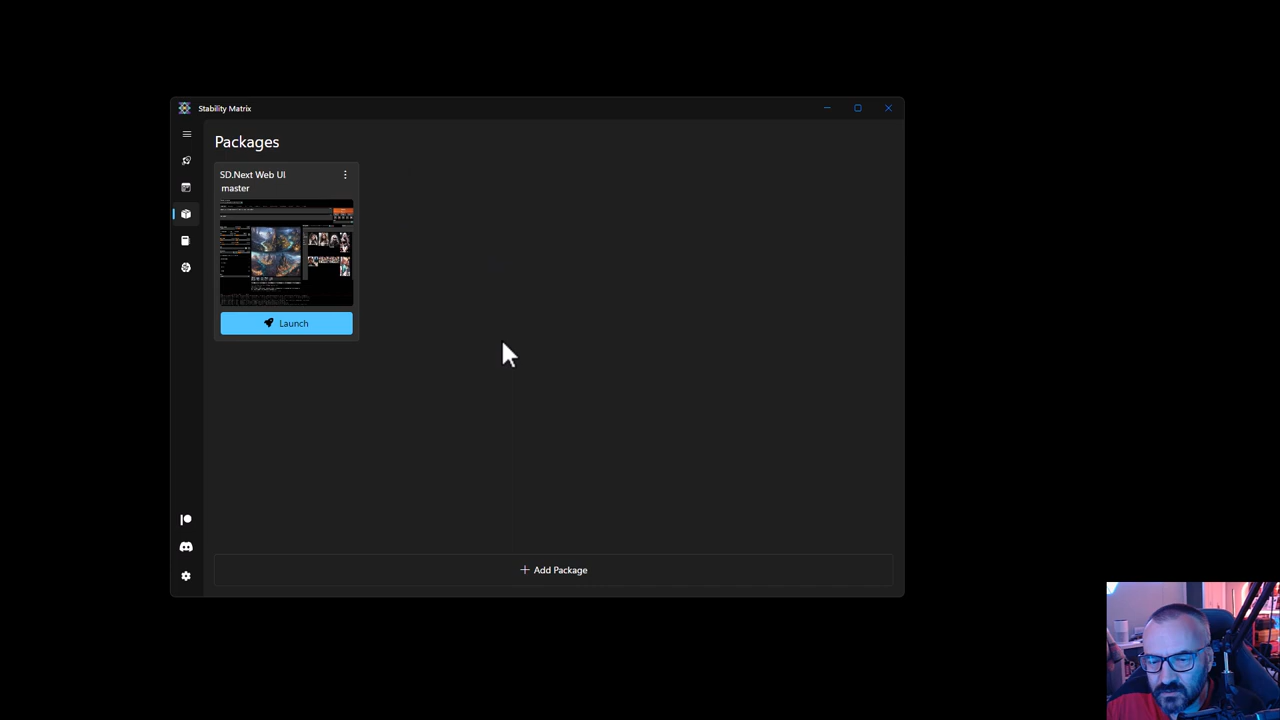 Stability Matrix
Packages
SD.Next Web UI
master
Launch
Add Package